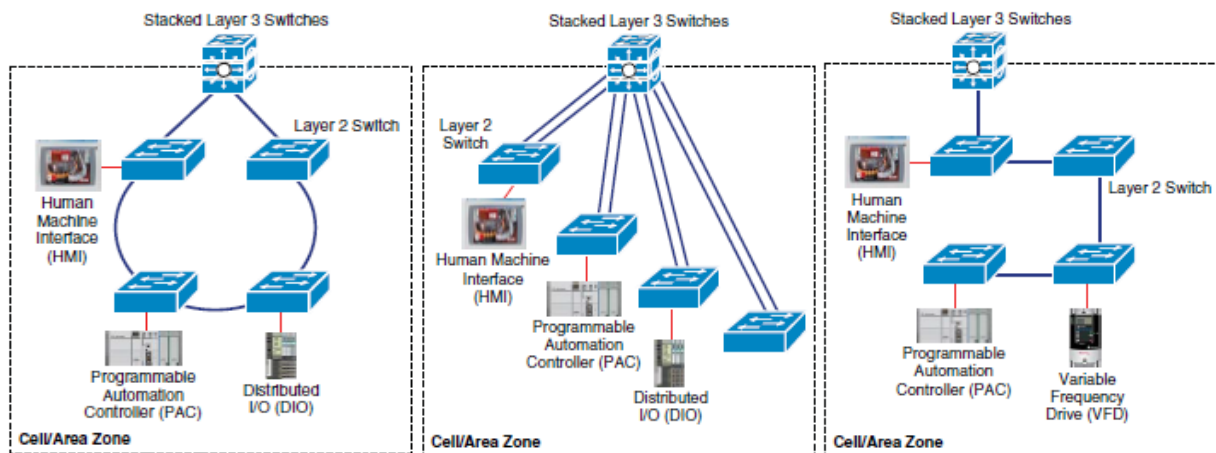 Stacked Layer 3 Switches
Layer 2 Switch
Human
Machine
Interface
(HMI)
Programmable
Automation
Controller (PAC)
Distributed
I/O (DIO)
Cell/Area Zone
Stacked Layer 3 Switches
Layer 2
Switch
Human Machine
Interface
(HMI)
Programmable
Automation
Controller (PAC)
Distributed
I/O (DIO)
Cell/Area Zone
Stacked Layer 3 Switches
Human
Machine
Interface
(HMI)
Layer 2 Switch
Programmable
Automation
Controller (PAC)
Variable
Frequency
Drive (VFD)
Cell/Area Zone